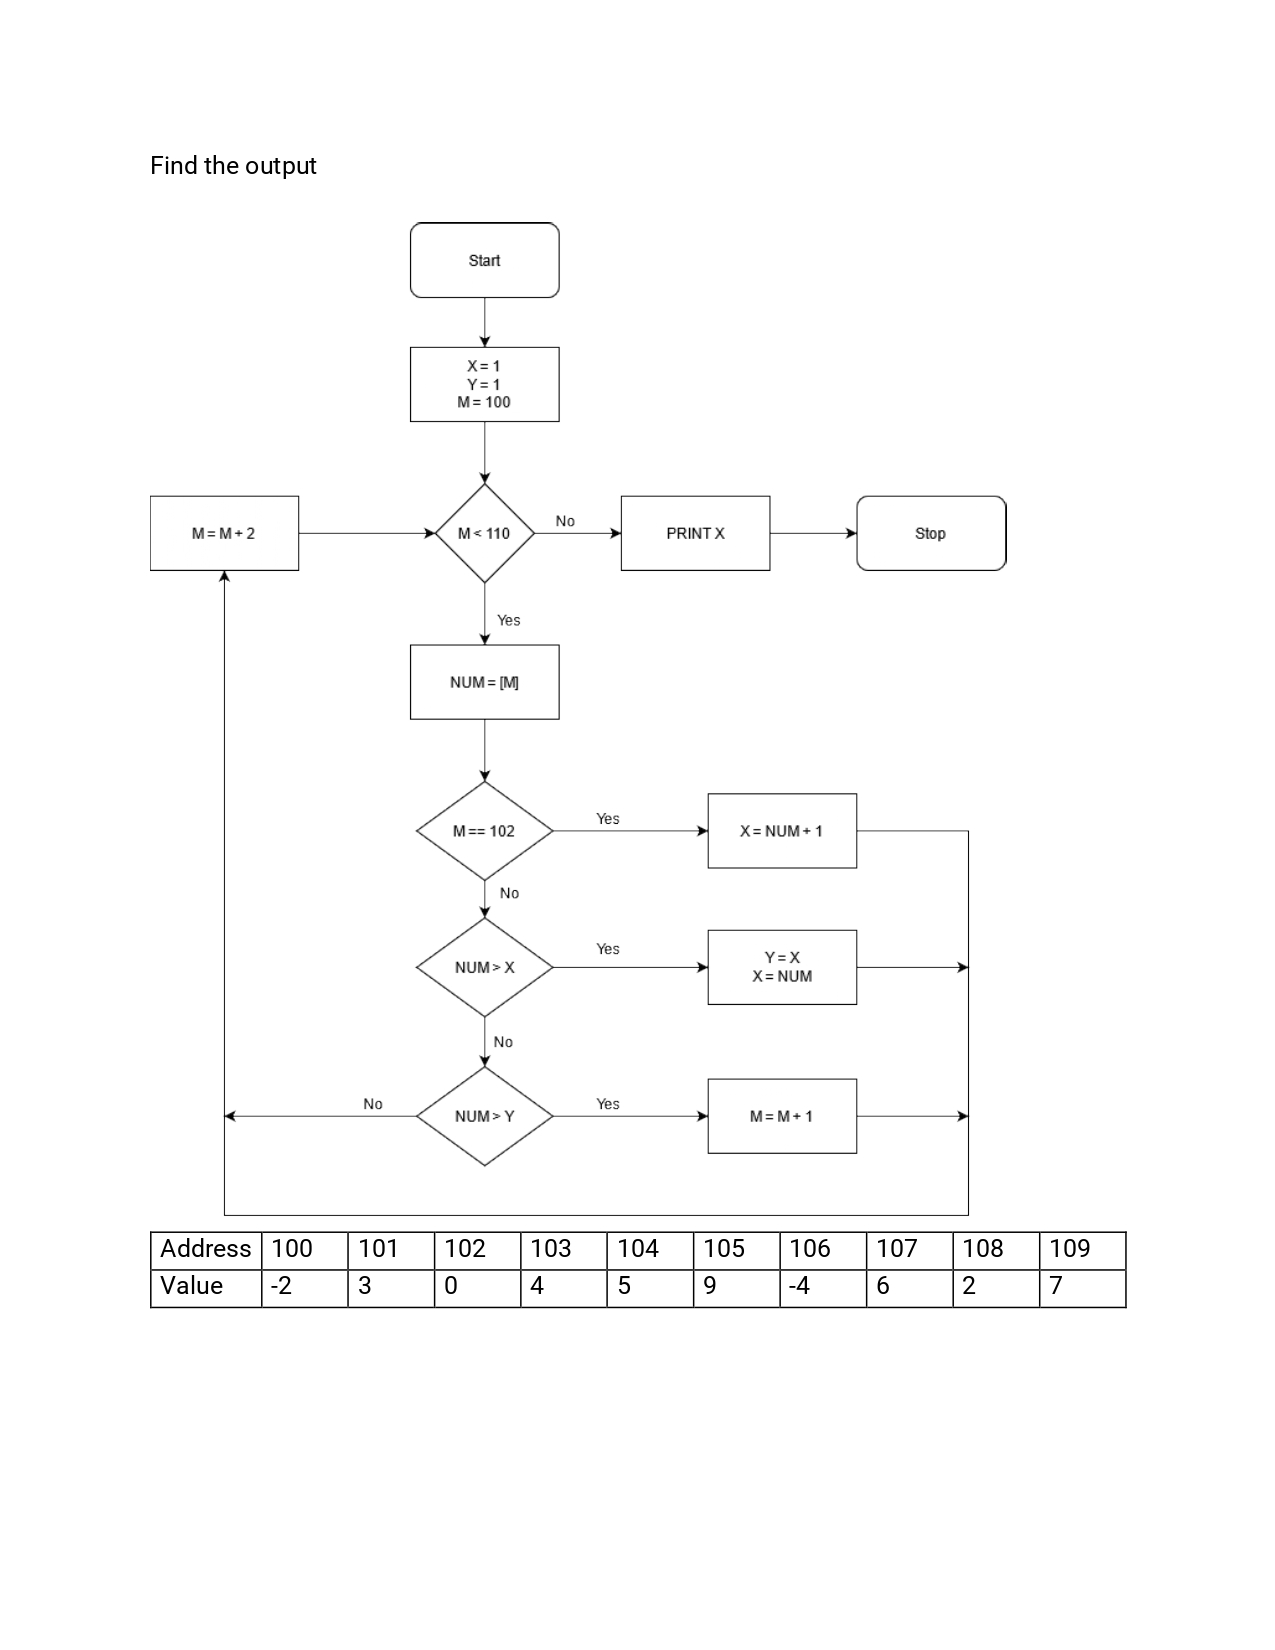 Find the output
Start
X = 1
Y = 1
M = 100
M = M + 2
M < 110
No
PRINT X
Stop
Yes
NUM = [M]
M == 102
Yes
X = NUM + 1
No
NUM > X
Yes
Y = X
X = NUM
No
No
NUM > Y
Yes
M = M + 1
Address 100 101 102 103 104 105 106 107 108 109
Value -2 3 0 4 5 9 -4 6 2 7